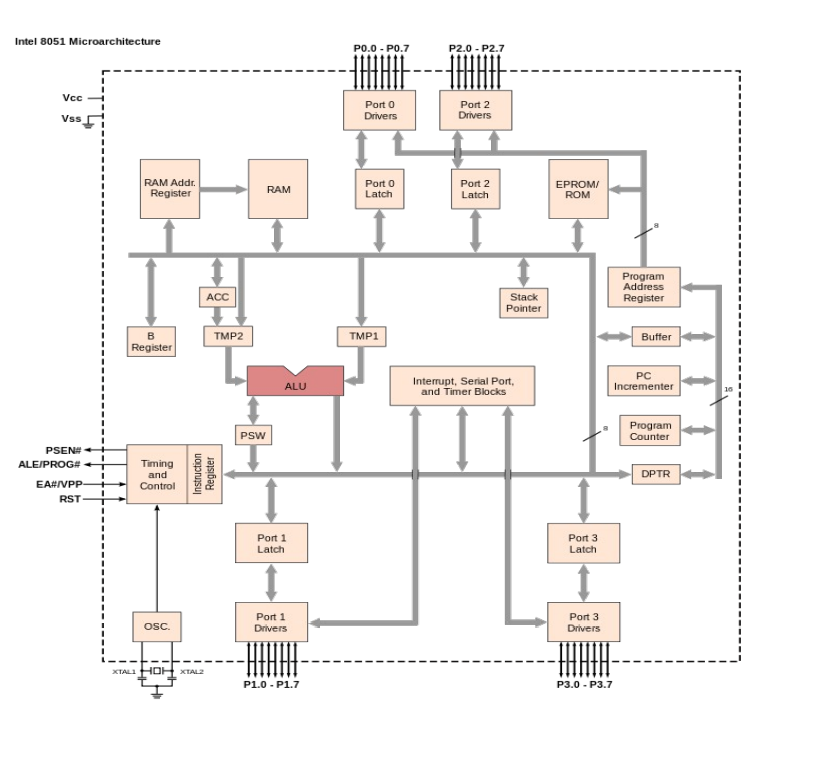 Intel 8051 Microarchitecture
P0.0 - P0.7
P2.0 - P2.7
Vcc
Vss
Port 0
Drivers
Port 2
Drivers
RAM Addr.
Register
RAM
Port 0
Latch
Port 2
Latch
EPROM/
ROM
8
Program
Address
Register
ACC
Stack
Pointer
B
Register
TMP2
TMP1
Buffer
ALU
Interrupt, Serial Port,
and Timer Blocks
PC
Incrementer
16
PSW
Program
Counter
8
PSEN#
ALE/PROG#
EA#/VPP
RST
Timing
and
Control
Instruction
Register
DPTR
Port 1
Latch
Port 3
Latch
OSC.
Port 1
Drivers
Port 3
Drivers
XTAL1
XTAL2
P1.0 - P1.7
P3.0 - P3.7